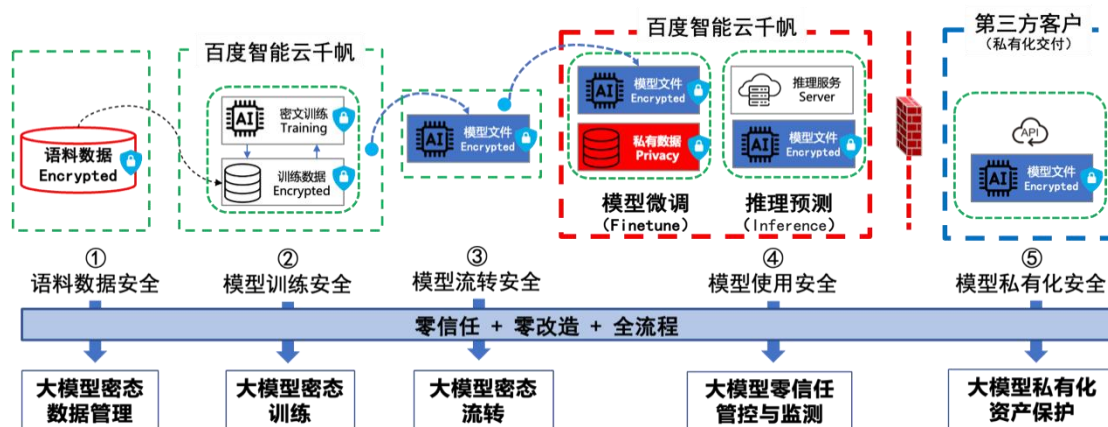 百度智能云千帆
百度智能云千帆
第三方客户
（私有化交付）
语料数据
Encrypted
密文训练
Training
训练数据
Encrypted
AI
模型文件
Encrypted
AI
模型文件
Encrypted
私有数据
Privacy
模型微调
（Finetune）
推理服务
Server
AI
模型文件
Encrypted
推理预测
（Inference）
API
AI
模型文件
Encrypted
AI
①
语料数据安全
②
模型训练安全
③
模型流转安全
④
模型使用安全
⑤
模型私有化安全
零信任 + 零改造 + 全流程
大模型密态
数据管理
大模型密态
训练
大模型密态
流转
大模型零信任
管控与监测
大模型私有化
资产保护